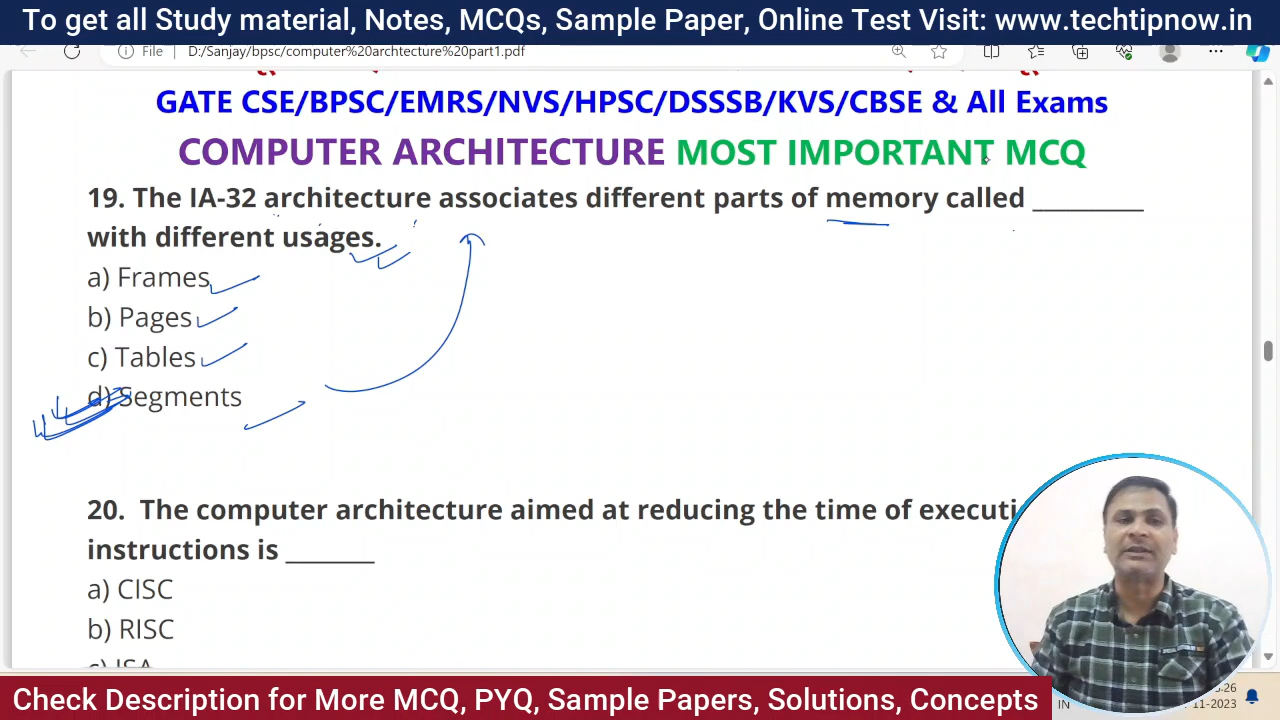 To get all Study material, Notes, MCQs, Sample Paper, Online Test Visit: www.techtipnow.in
File D:/Sanjay/bpsc/computer%20archtecture%20part1.pdf
GATE CSE/BPSC/EMRS/NVS/HPSC/DSSSB/KVS/CBSE & All Exams
COMPUTER ARCHITECTURE MOST IMPORTANT MCQ
19. The IA-32 architecture associates different parts of memory called _________
with different usages.
a) Frames
b) Pages
c) Tables
d) Segments
20. The computer architecture aimed at reducing the time of executi
instructions is _______
a) CISC
b) RISC
c) ISA
Check Description for More MCQ, PYQ, Sample Papers, Solutions, Concepts
IN
11-2023